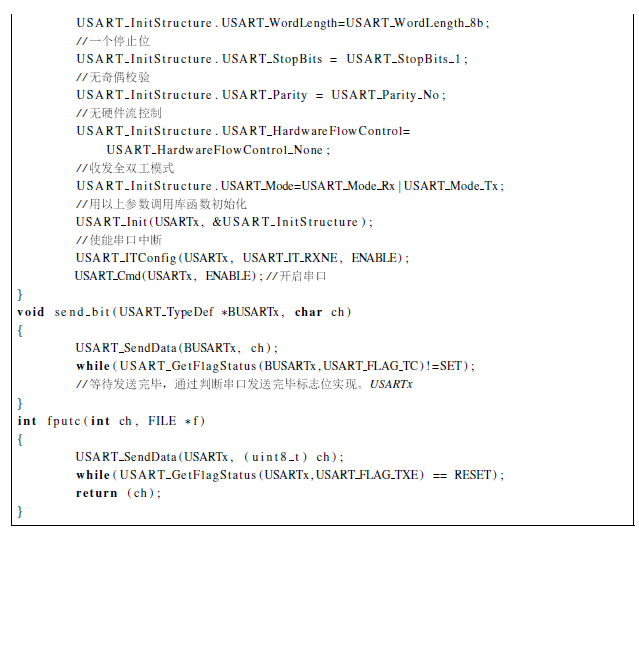 USART_InitStructure.USART_WordLength=USART_WordLength_8b;
//一个停止位
USART_InitStructure.USART_StopBits = USART_StopBits_1;
//无奇偶校验
USART_InitStructure.USART_Parity = USART_Parity_No;
//无硬件流控制
USART_InitStructure.USART_HardwareFlowControl=
USART_HardwareFlowControl_None;
//收发全双工模式
USART_InitStructure.USART_Mode=USART_Mode_Rx|USART_Mode_Tx;
//用以上参数调用库函数初始化
USART_Init(USARTx, &USART_InitStructure);
//使能串口中断
USART_ITConfig(USARTx, USART_IT_RXNE, ENABLE);
USART_Cmd(USARTx, ENABLE);//开启串口
}
void send_bit(USART_TypeDef *BUSARTx, char ch)
{
USART_SendData(BUSARTx, ch);
while(USART_GetFlagStatus(BUSARTx,USART_FLAG_TC)!=SET);
//等待发送完毕，通过判断串口发送完毕标志位实现。USARTx
}
int fputc(int ch, FILE *f)
{
USART_SendData(USARTx, (uint8_t) ch);
while(USART_GetFlagStatus(USARTx,USART_FLAG_TXE) == RESET);
return (ch);
}